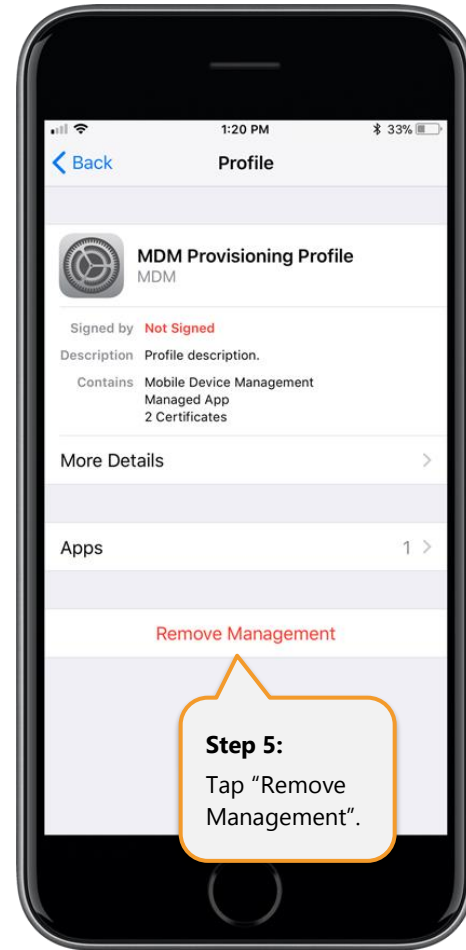 1:20 PM 33%
Back Profile
MDM Provisioning Profile
MDM
Signed by Not Signed
Description Profile description.
Contains Mobile Device Management
Managed App
2 Certificates
More Details
Apps 1
Remove Management
Step 5:
Tap “Remove
Management”.